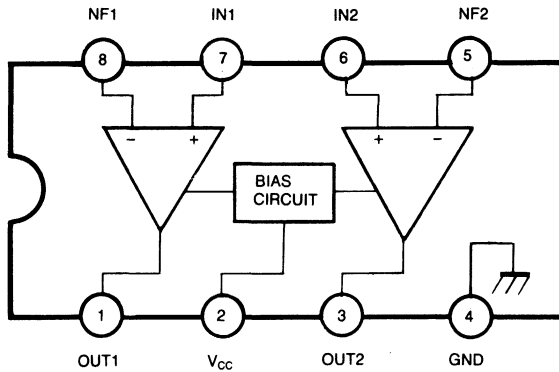 NF1 IN1 IN2 NF2
8 7 6 5
− + + −
BIAS
CIRCUIT
1 2 3 4
OUT1 VCC OUT2 GND